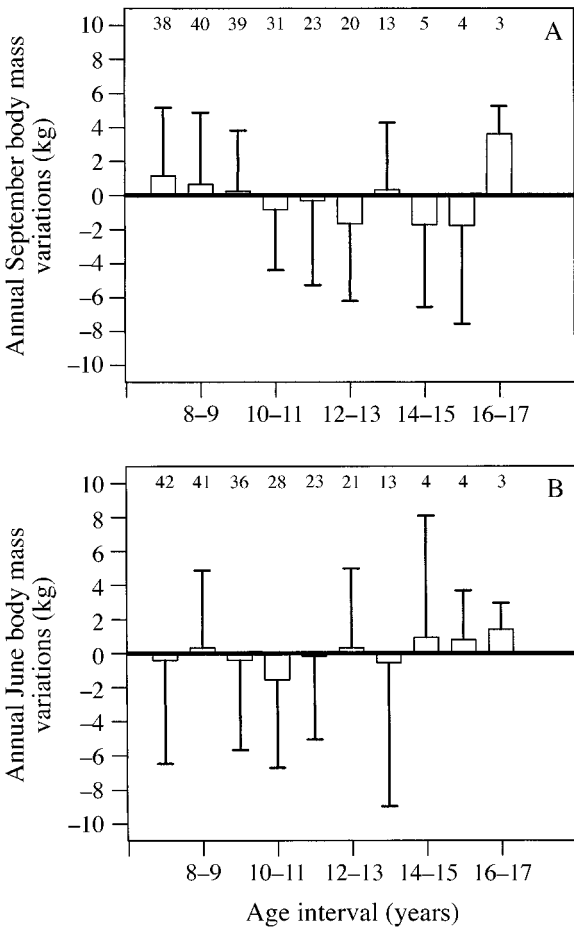 10
38 40 39 31 23 20 13 5 4 3
A
8
6
4
2
0
−2
−4
−6
−8
−10
Annual September body mass
variations (kg)
8–9 10–11 12–13 14–15 16–17
10
42 41 36 28 23 21 13 4 4 3
B
8
6
4
2
0
−2
−4
−6
−8
−10
Annual June body mass
variations (kg)
8–9 10–11 12–13 14–15 16–17
Age interval (years)